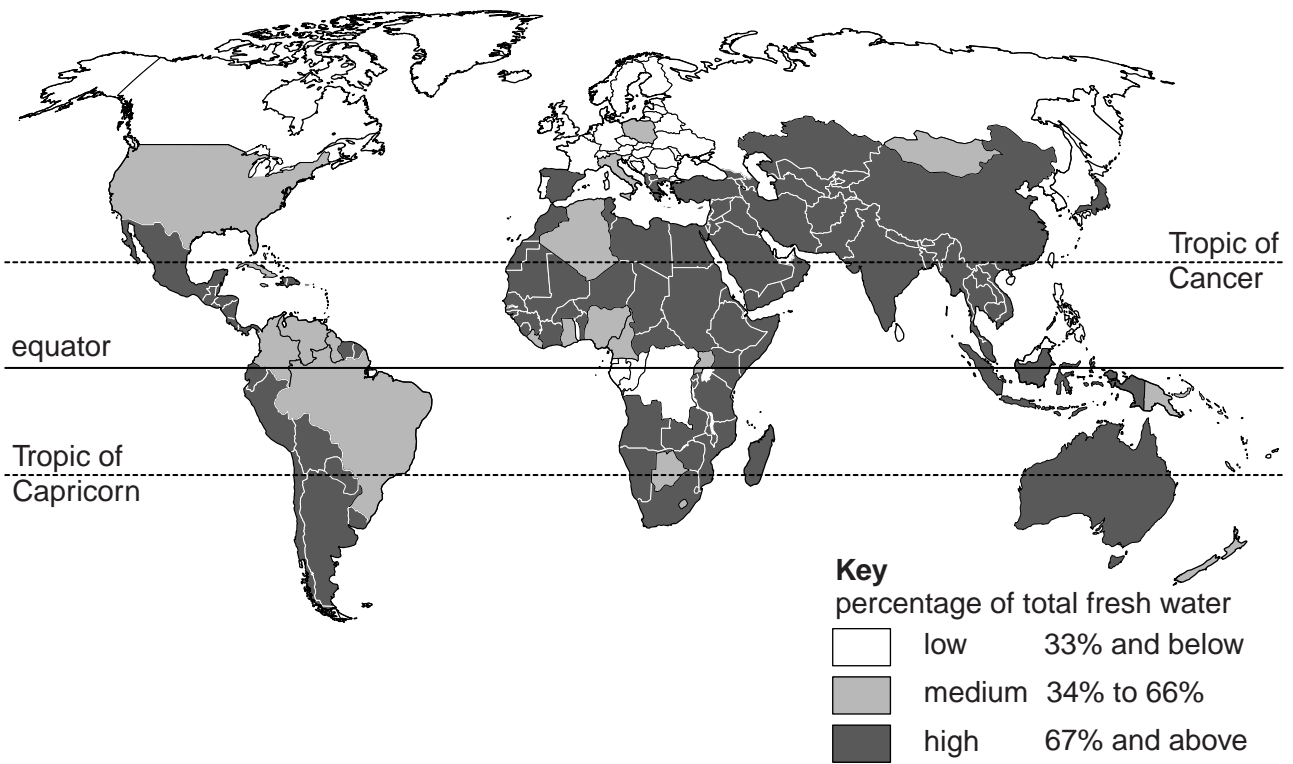 Tropic of
Cancer
equator
Tropic of
Capricorn
Key
percentage of total fresh water
low 33% and below
medium 34% to 66%
high 67% and above